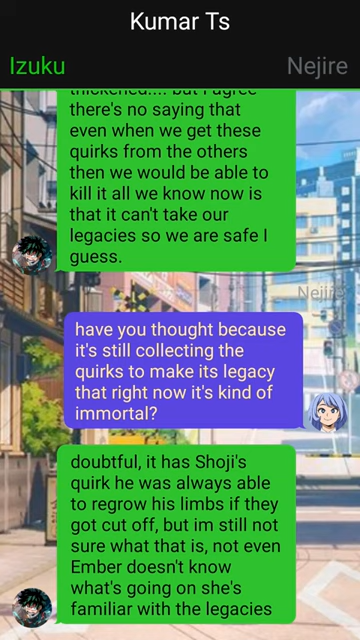 Kumar Ts
Izuku
Nejire
thickened.... but I agree
there's no saying that
even when we get these
quirks from the others
then we would be able to
kill it all we know now is
that it can't take our
legacies so we are safe I
guess.
Nejire
have you thought because
it's still collecting the
quirks to make its legacy
that right now it's kind of
immortal?
doubtful, it has Shoji's
quirk he was always able
to regrow his limbs if they
got cut off, but im still not
sure what that is, not even
Ember doesn't know
what's going on she's
familiar with the legacies